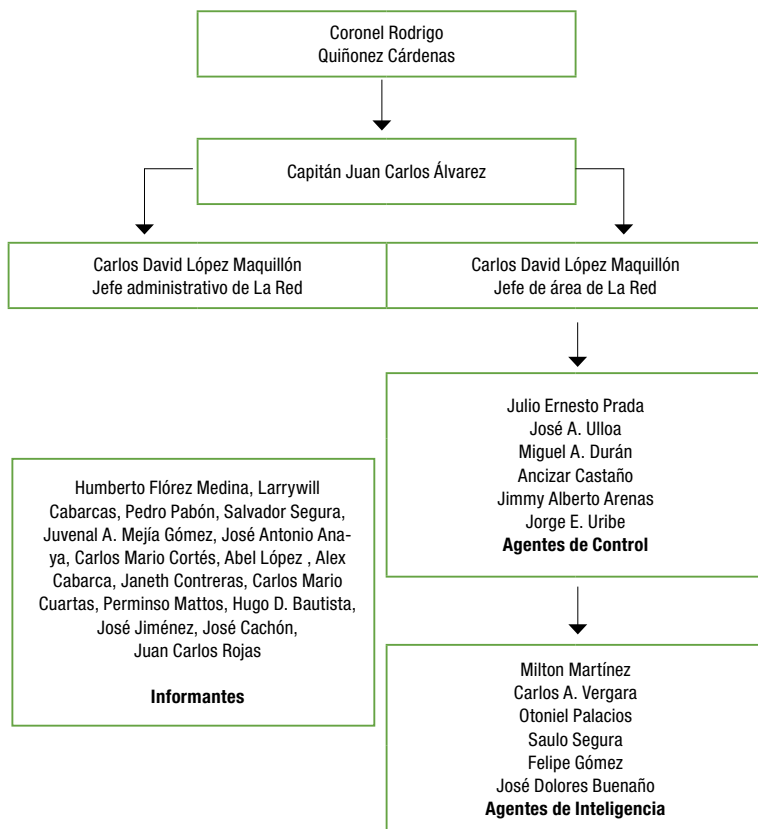 Coronel Rodrigo
Quiñonez Cárdenas
Capitán Juan Carlos Álvarez
Carlos David López Maquillón
Jefe administrativo de La Red
Carlos David López Maquillón
Jefe de área de La Red
Julio Ernesto Prada
José A. Ulloa
Miguel A. Durán
Ancizar Castaño
Jimmy Alberto Arenas
Jorge E. Uribe
Agentes de Control
Humberto Flórez Medina, Larrywill
Cabarcas, Pedro Pabón, Salvador Segura,
Juvenal A. Mejía Gómez, José Antonio Ana-
ya, Carlos Mario Cortés, Abel López , Alex
Cabarca, Janeth Contreras, Carlos Mario
Cuartas, Perminso Mattos, Hugo D. Bautista,
José Jiménez, José Cachón,
Juan Carlos Rojas
Informantes
Milton Martínez
Carlos A. Vergara
Otoniel Palacios
Saulo Segura
Felipe Gómez
José Dolores Buenaño
Agentes de Inteligencia